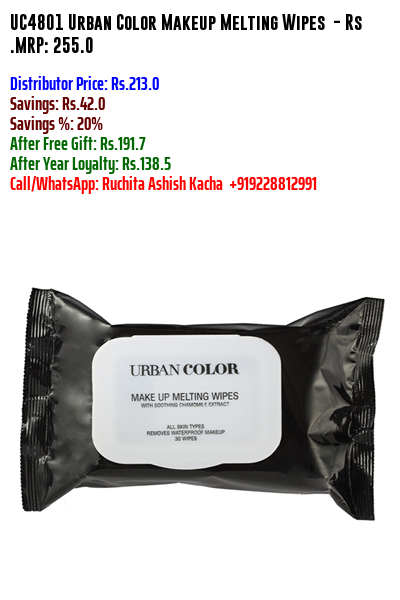 UC4801 Urban Color Makeup Melting Wipes - Rs
.MRP: 255.0
Distributor Price: Rs.213.0
Savings: Rs.42.0
Savings %: 20%
After Free Gift: Rs.191.7
After Year Loyalty: Rs.138.5
Call/WhatsApp: Ruchita Ashish Kacha +919228812991
URBAN COLOR
MAKE UP MELTING WIPES
WITH SOOTHING CHAMOMILE EXTRACT
ALL SKIN TYPES
REMOVES WATERPROOF MAKEUP
30 WIPES